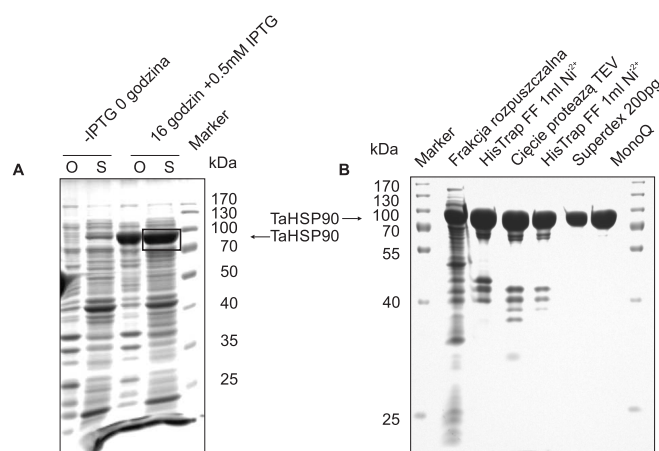 -IPTG 0 godzina
16 godzin +0.5mM IPTG
Marker
A
O S O S
kDa
170
130
100
70
50
40
35
25
TaHSP90
TaHSP90
B
kDa
Marker
Frakcja rozpuszczalna
HisTrap FF 1ml Ni²⁺
Cięcie proteazą TEV
HisTrap FF 1ml Ni²⁺
Superdex 200pg
MonoQ
170
130
100
70
55
40
25